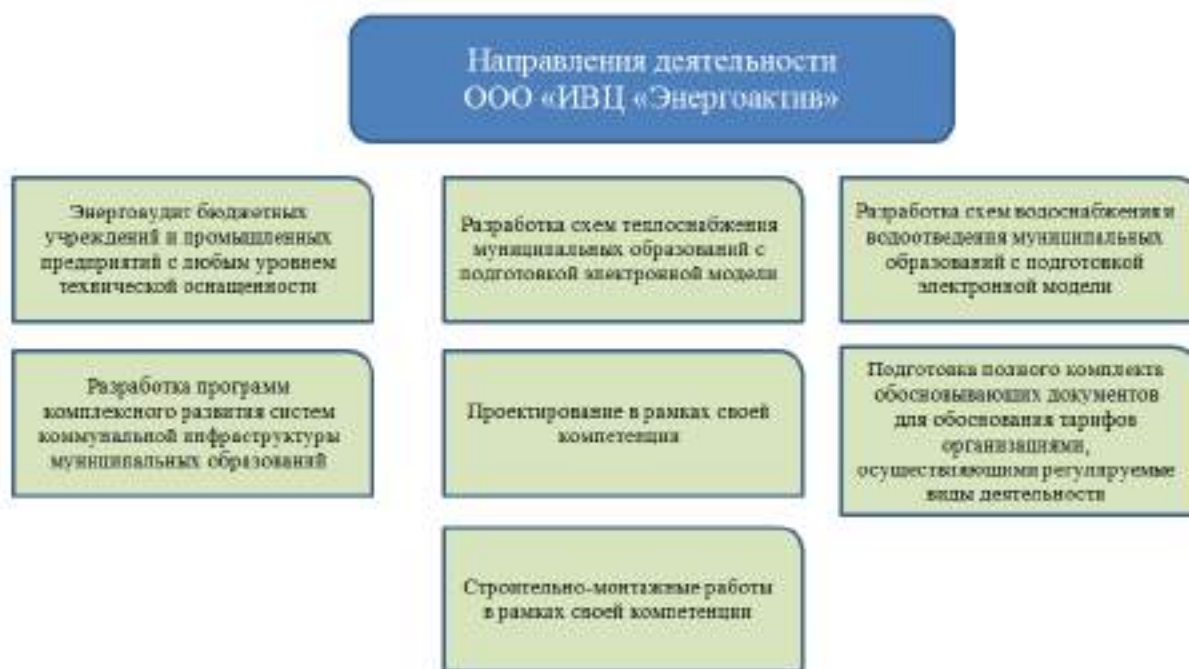 Направления деятельности
ООО «ИВЦ «Энергоактив»
Энергоаудит бюджетных
учреждений и промышленных
предприятий с любым уровнем
технической оснащенности
Разработка схем теплоснабжения
муниципальных образований с
подготовкой электронной модели
Разработка схем водоснабжения и
водоотведения муниципальных
образований с подготовкой
электронной модели
Разработка программ
комплексного развития систем
коммунальной инфраструктуры
муниципальных образований
Проектирование в рамках своей
компетенции
Подготовка полного комплекта
обосновывающих документов
для обоснования тарифов
организациями,
осуществляющими регулируемые
виды деятельности
Строительно-монтажные работы
в рамках своей компетенции